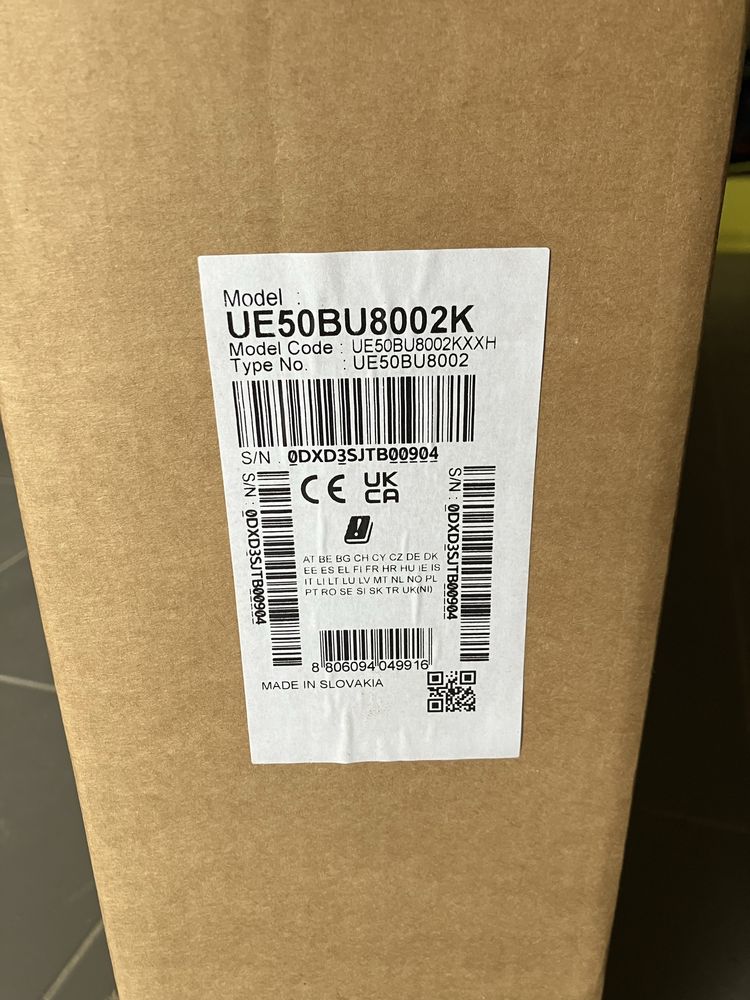 Model :
UE50BU8002K
Model Code : UE50BU8002KXXH
Type No. : UE50BU8002
S/N : 0DXD3SJTB00904
S/N : 0DXD3SJTB00904
CE UK CA
S/N : 0DXD3SJTB00904
AT BE BG CH CY CZ DE DK
EE ES EL FI FR HR HU IE IS
IT LI LT LU LV MT NL NO PL
PT RO SE SI SK TR UK(NI)
8 806094 049916
MADE IN SLOVAKIA